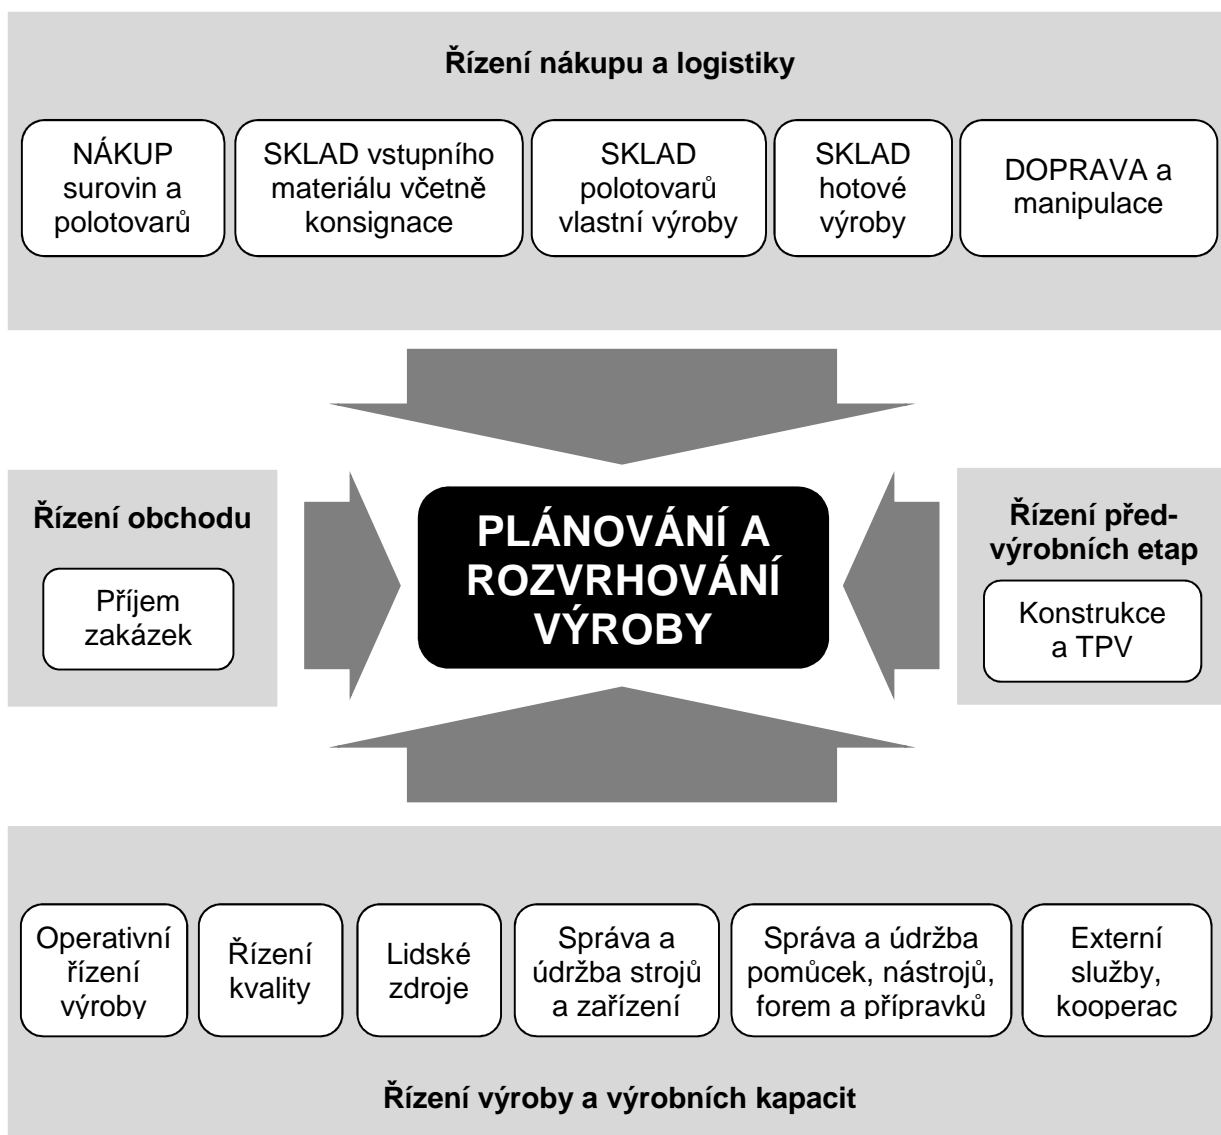 Řízení nákupu a logistiky
NÁKUP
surovin a
polotovarů
SKLAD vstupního
materiálu včetně
konsignace
SKLAD
polotovarů
vlastní výroby
SKLAD
hotové
výroby
DOPRAVA a
manipulace
Řízení obchodu
Příjem
zakázek
PLÁNOVÁNÍ A
ROZVRHOVÁNÍ
VÝROBY
Řízení před-
výrobních etap
Konstrukce
a TPV
Operativní
řízení
výroby
Řízení
kvality
Lidské
zdroje
Správa a
údržba strojů
a zařízení
Správa a údržba
pomůcek, nástrojů,
forem a přípravků
Externí
služby,
kooperac
Řízení výroby a výrobních kapacit